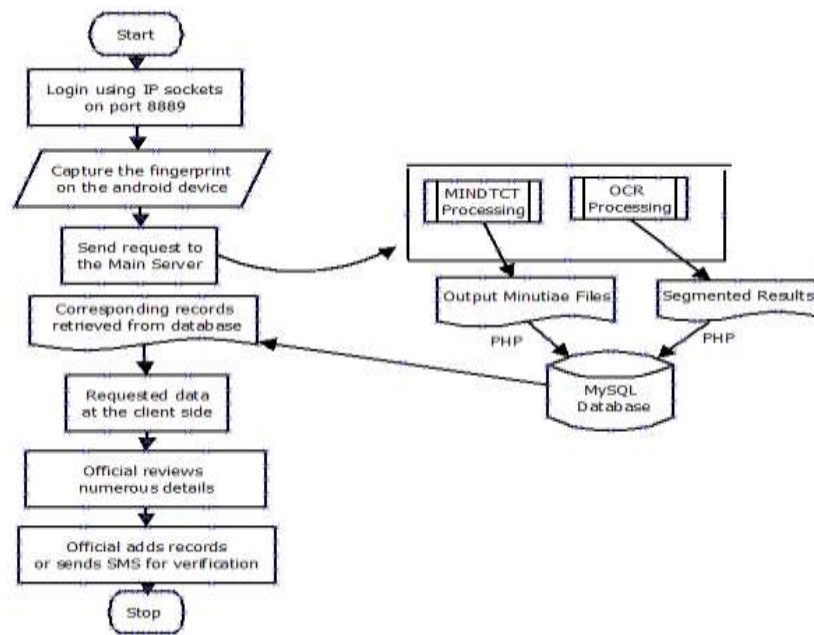 Start
Login using IP sockets
on port 8889
Capture the fingerprint
on the android device
Send request to
the Main Server
MINDTCT
Processing
OCR
Processing
Output Minutiae Files
Segmented Results
PHP
PHP
MySQL
Database
Corresponding records
retrieved from database
Requested data
at the client side
Official reviews
numerous details
Official adds records
or sends SMS for verification
Stop